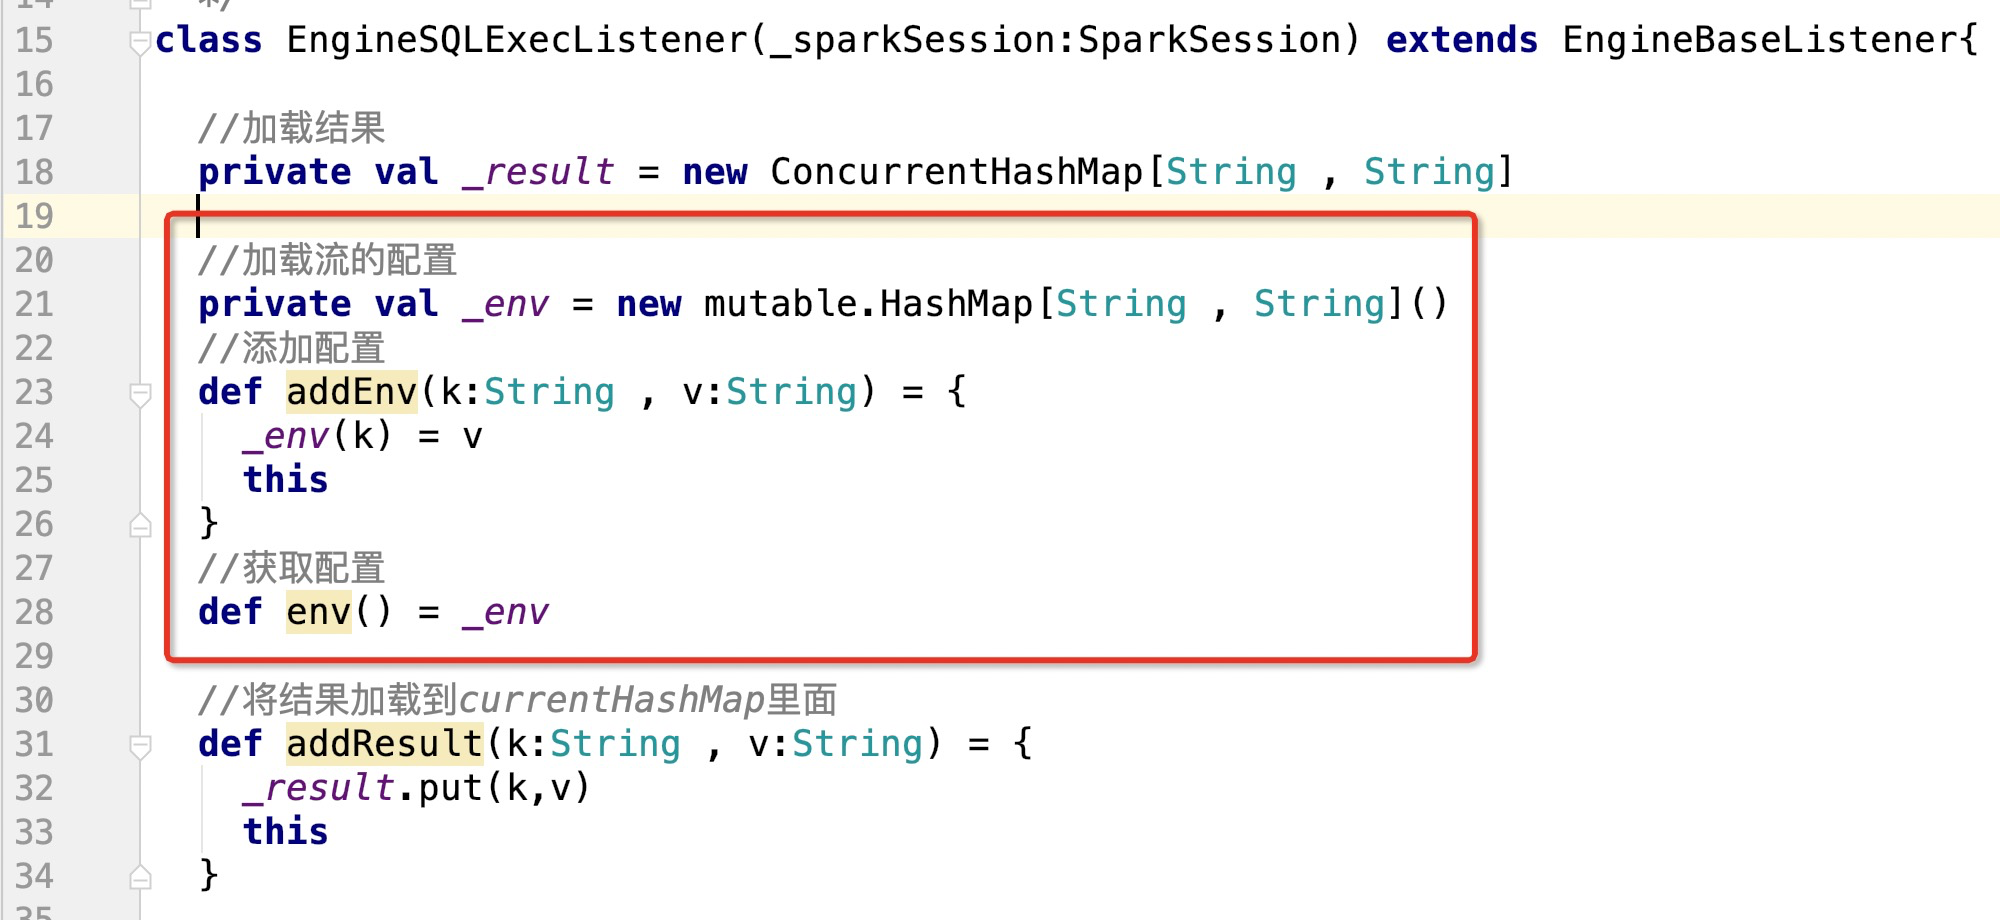 14 */
15 class EngineSQLExecListener(_sparkSession:SparkSession) extends EngineBaseListener{
16
17 //加载结果
18 private val _result = new ConcurrentHashMap[String , String]
19
20 //加载流的配置
21 private val _env = new mutable.HashMap[String , String]()
22 //添加配置
23 def addEnv(k:String , v:String) = {
24 _env(k) = v
25 this
26 }
27 //获取配置
28 def env() = _env
29
30 //将结果加载到currentHashMap里面
31 def addResult(k:String , v:String) = {
32 _result.put(k,v)
33 this
34 }
35